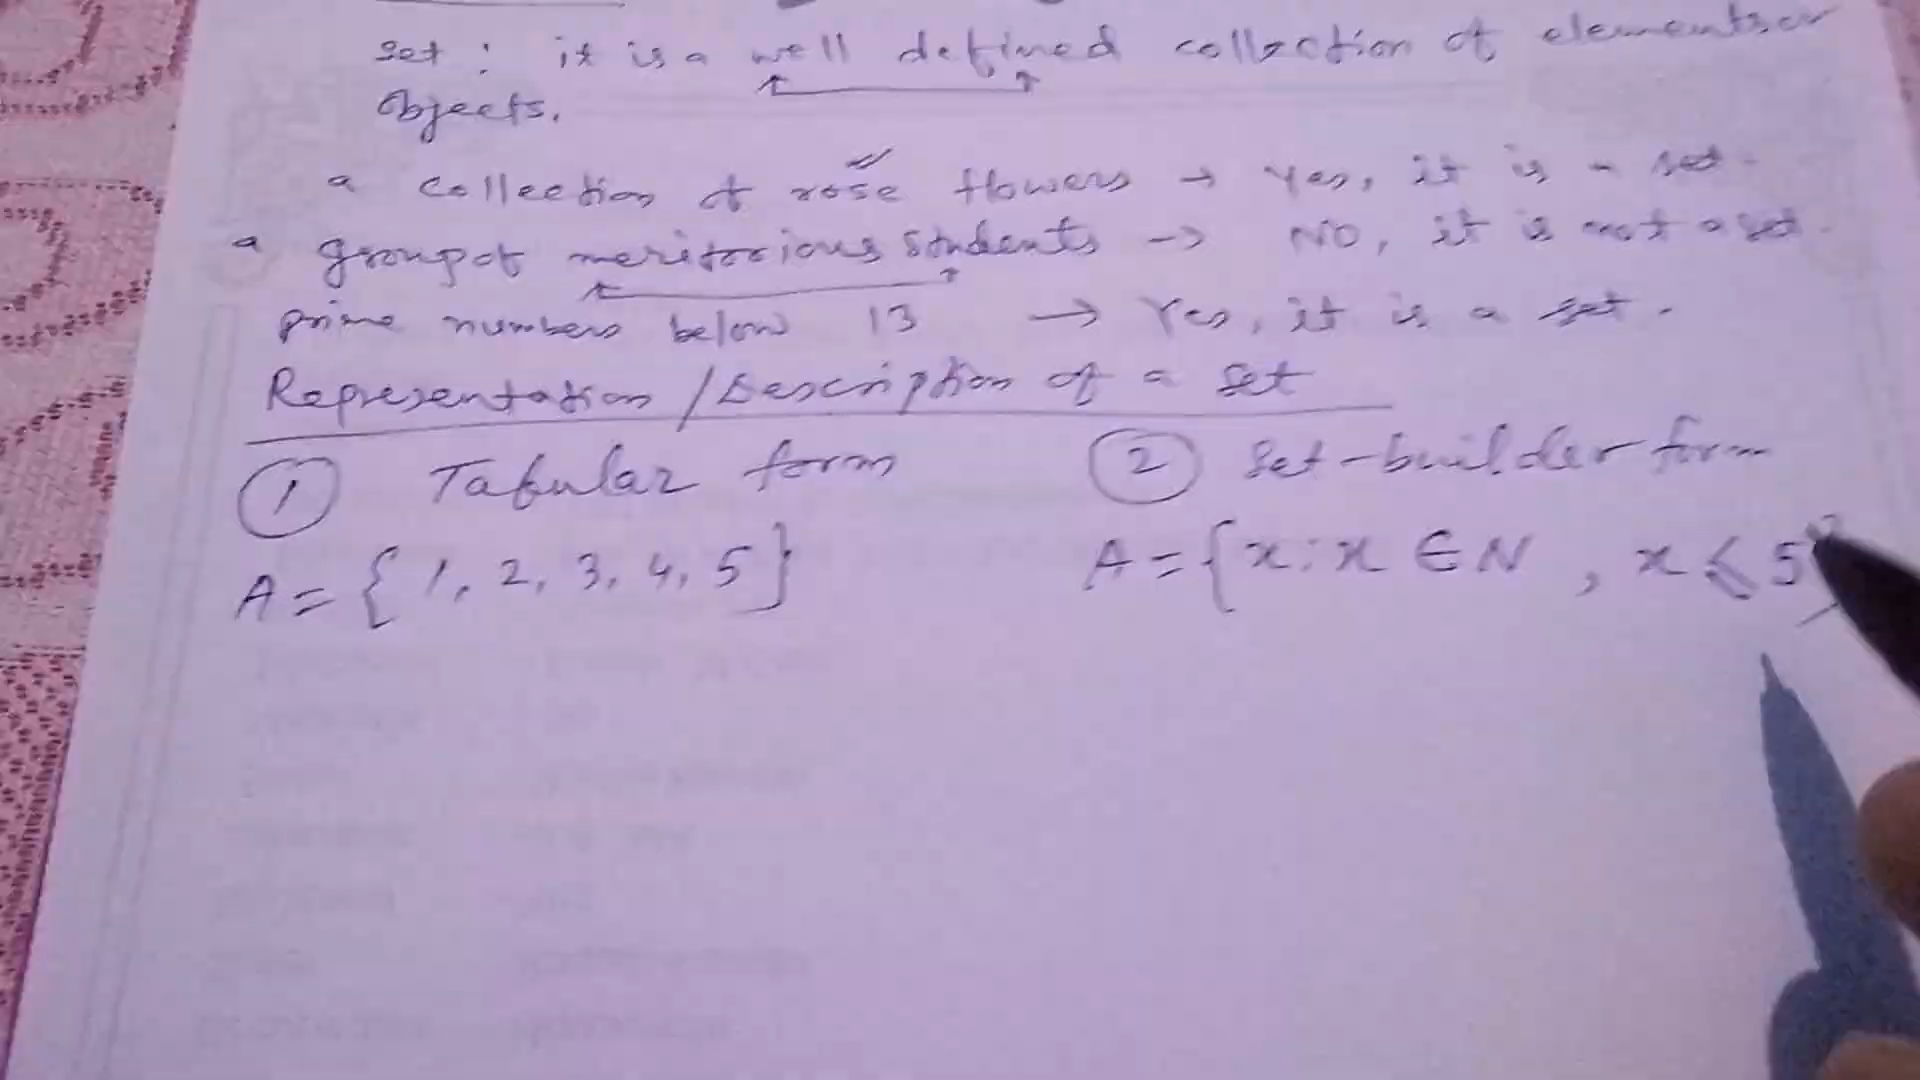 set : it is a well defined collection of elements or
objects.
a collection of rose flowers → Yes, it is a set.
a group of meritorious students → NO, it is not a set.
prime numbers below 13 → Yes, it is a set.
Representation / Description of a set
① Tabular form ② Set-builder form
A = { 1, 2, 3, 4, 5 } A = { x : x ∈ N , x ≤ 5 }